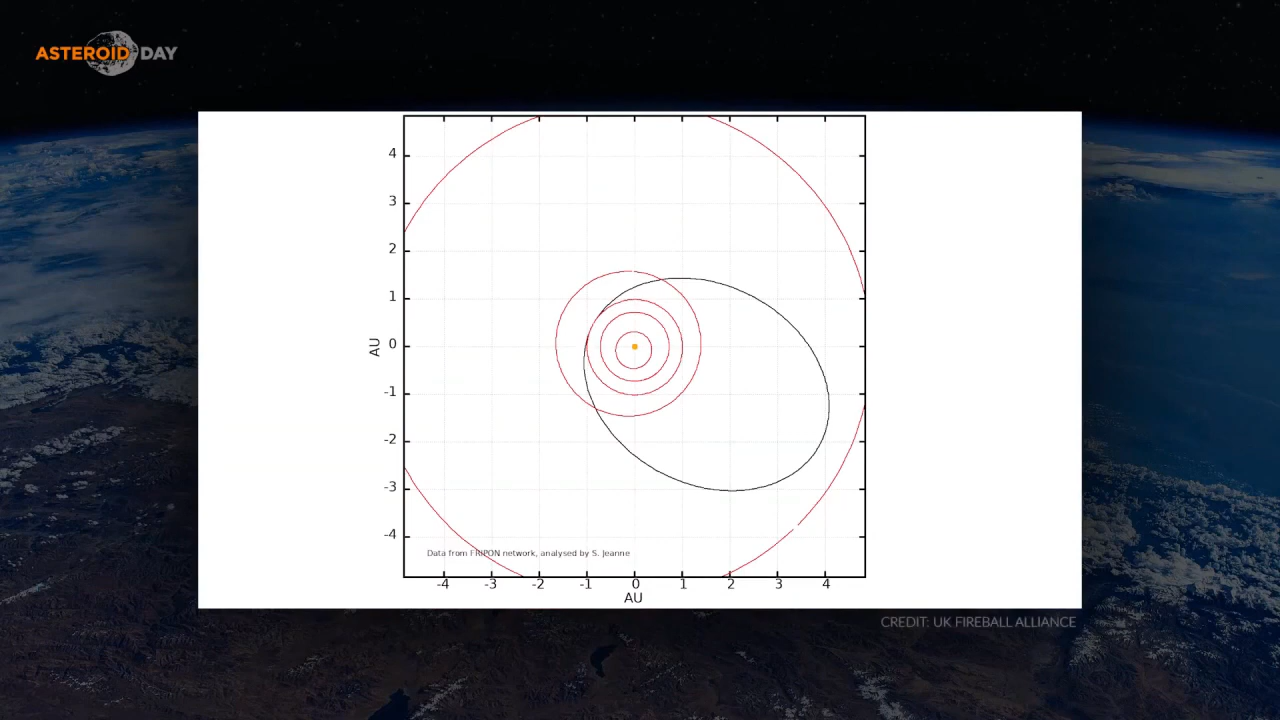 ASTEROID DAY
4
3
2
1
0
-1
-2
-3
-4
AU
Data from FRIPON network, analysed by S. Jeanne
-4 -3 -2 -1 0 1 2 3 4
AU
CREDIT: UK FIREBALL ALLIANCE